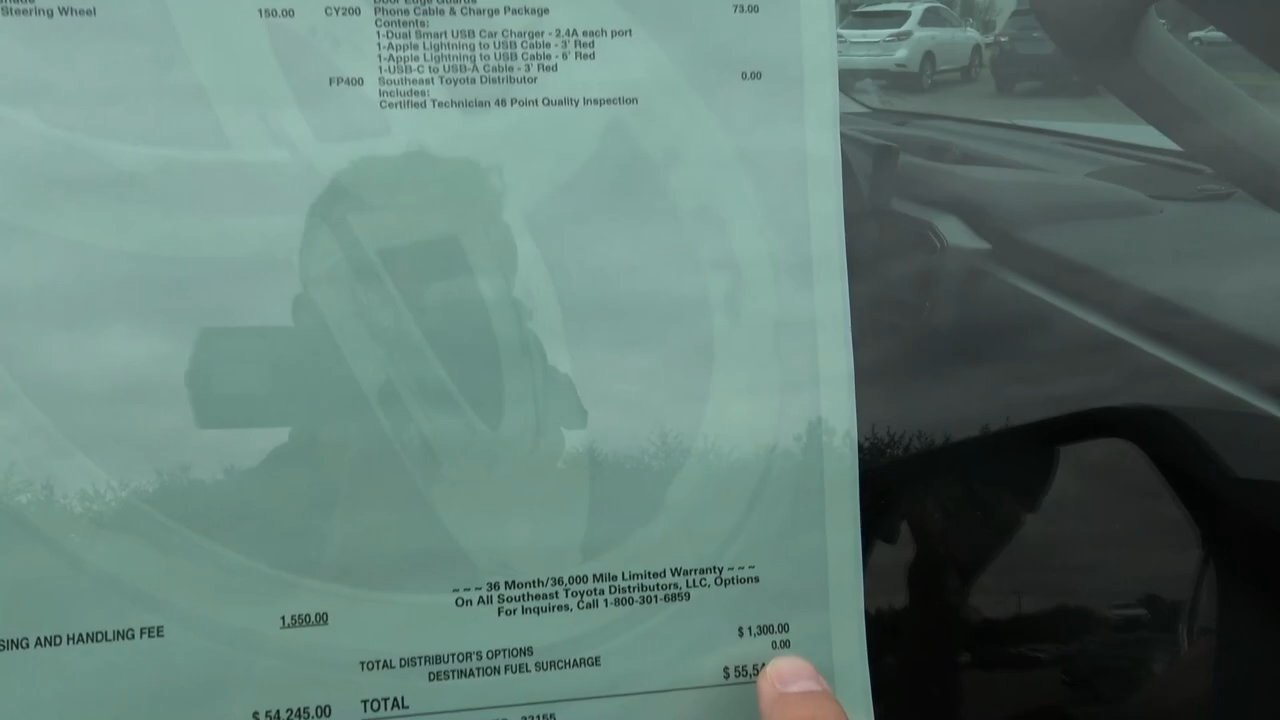 Steering Wheel 150.00
CY200 Phone Cable & Charge Package 73.00
Contents:
1-Dual Smart USB Car Charger - 2.4A each port
1-Apple Lightning to USB Cable - 3' Red
1-Apple Lightning to USB Cable - 6' Red
1-USB-C to USB-A Cable - 3' Red
FP400 Southeast Toyota Distributor 0.00
Includes:
Certified Technician 46 Point Quality Inspection
~ ~ ~ 36 Month/36,000 Mile Limited Warranty ~ ~ ~
On All Southeast Toyota Distributors, LLC, Options
For Inquires, Call 1-800-301-6859
SING AND HANDLING FEE 1,550.00
TOTAL DISTRIBUTOR'S OPTIONS $ 1,300.00
DESTINATION FUEL SURCHARGE 0.00
$ 54,245.00 TOTAL $ 55,54